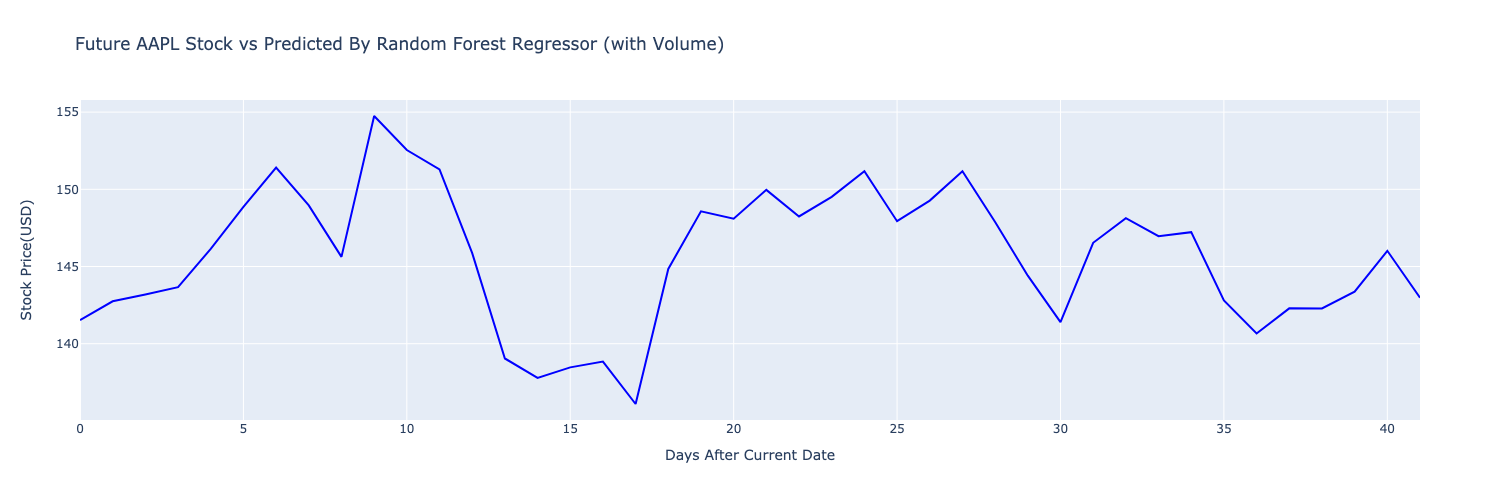 Future AAPL Stock vs Predicted By Random Forest Regressor (with Volume)
155
150
145
140
Stock Price(USD)
0 5 10 15 20 25 30 35 40
Days After Current Date